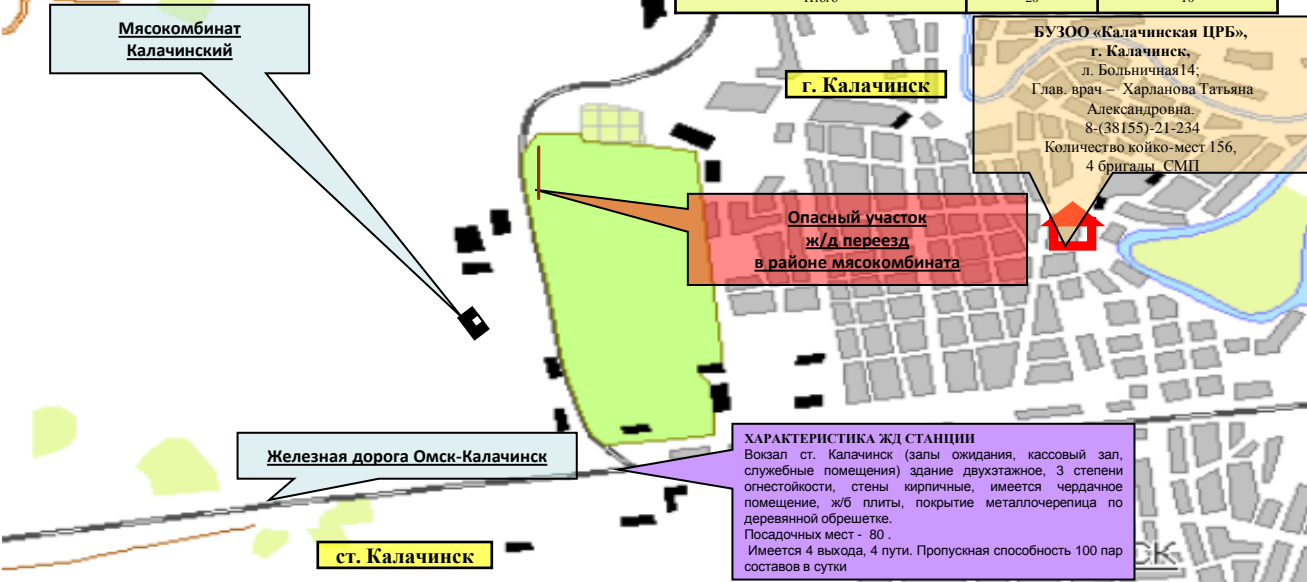 Итого 20 10
Мясокомбинат
Калачинский
г. Калачинск
БУЗОО «Калачинская ЦРБ»,
г. Калачинск,
л. Больничная14;
Глав. врач – Харланова Татьяна
Александровна.
8-(38155)-21-234
Количество койко-мест 156,
4 бригады СМП
Опасный участок
ж/д переезд
в районе мясокомбината
Железная дорога Омск-Калачинск
ХАРАКТЕРИСТИКА ЖД СТАНЦИИ
Вокзал ст. Калачинск (залы ожидания, кассовый зал,
служебные помещения) здание двухэтажное, 3 степени
огнестойкости, стены кирпичные, имеется чердачное
помещение, ж/б плиты, покрытие металлочерепица по
деревянной обрешетке.
Посадочных мест - 80 .
Имеется 4 выхода, 4 пути. Пропускная способность 100 пар
составов в сутки
ст. Калачинск
СК